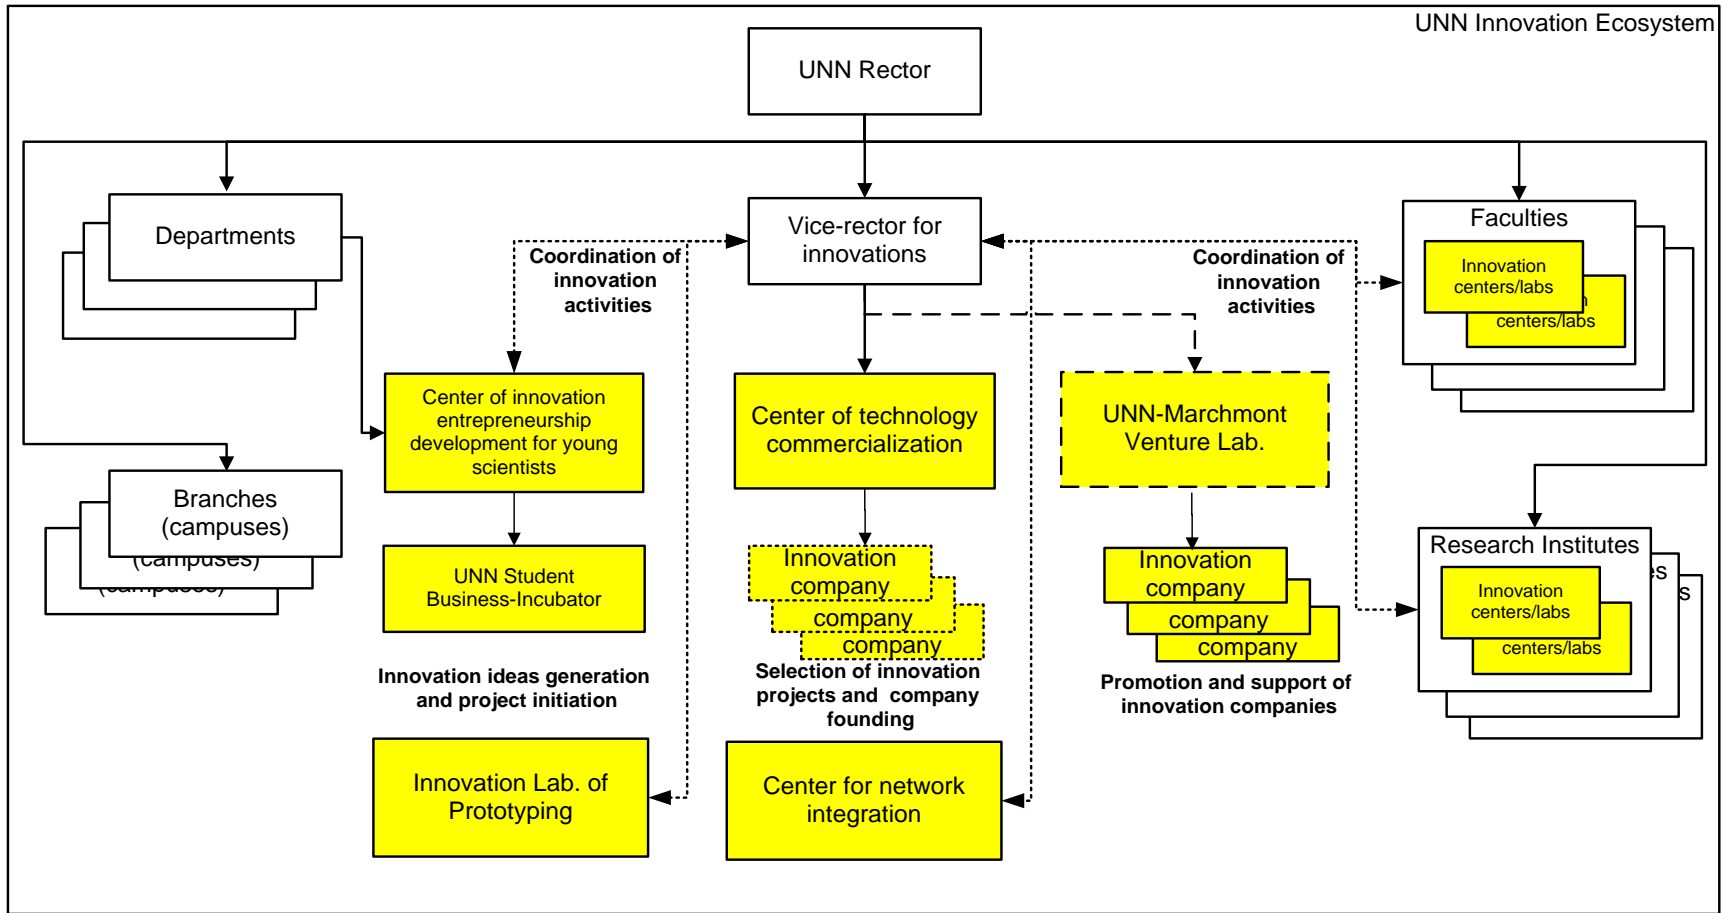 UNN Innovation Ecosystem
UNN Rector
Departments
Vice-rector for
innovations
Faculties
Innovation
centers/labs
centers/labs
Coordination of
innovation
activities
Coordination of
innovation
activities
Center of innovation
entrepreneurship
development for young
scientists
Center of technology
commercialization
UNN-Marchmont
Venture Lab.
Branches
(campuses)
(campuses)
(campuses)
UNN Student
Business-Incubator
Innovation
company
company
company
Innovation
company
company
company
Research Institutes
Innovation
centers/labs
centers/labs
Innovation ideas generation
and project initiation
Selection of innovation
projects and company
founding
Promotion and support of
innovation companies
Innovation Lab. of
Prototyping
Center for network
integration